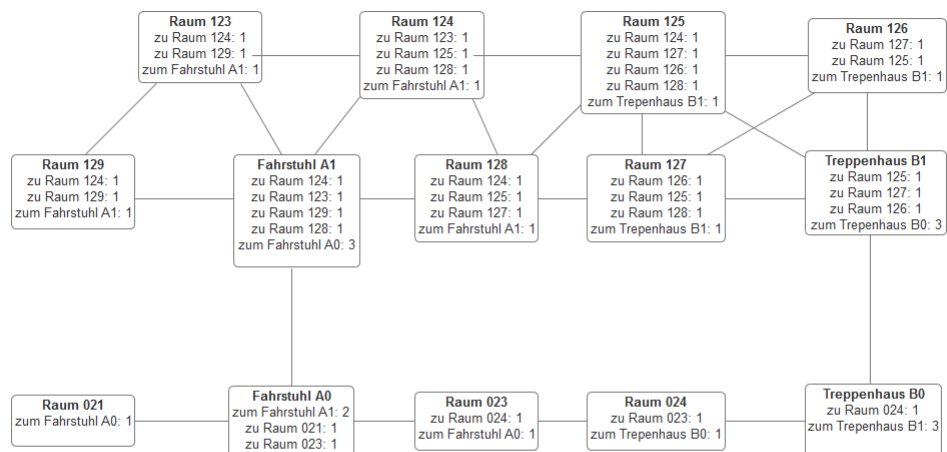 Raum 123
zu Raum 124: 1
zu Raum 129: 1
zum Fahrstuhl A1: 1
Raum 124
zu Raum 123: 1
zu Raum 125: 1
zu Raum 128: 1
zum Fahrstuhl A1: 1
Raum 125
zu Raum 124: 1
zu Raum 127: 1
zu Raum 126: 1
zu Raum 128: 1
zum Trepenhaus B1: 1
Raum 126
zu Raum 127: 1
zu Raum 125: 1
zum Trepenhaus B1: 1
Raum 129
zu Raum 124: 1
zu Raum 129: 1
zum Fahrstuhl A1: 1
Fahrstuhl A1
zu Raum 124: 1
zu Raum 123: 1
zu Raum 129: 1
zu Raum 128: 1
zum Fahrstuhl A0: 3
Raum 128
zu Raum 124: 1
zu Raum 125: 1
zu Raum 127: 1
zum Fahrstuhl A1: 1
Raum 127
zu Raum 126: 1
zu Raum 125: 1
zu Raum 128: 1
zum Trepenhaus B1: 1
Treppenhaus B1
zu Raum 125: 1
zu Raum 127: 1
zu Raum 126: 1
zum Trepenhaus B0: 3
Raum 021
zum Fahrstuhl A0: 1
Fahrstuhl A0
zum Fahrstuhl A1: 2
zu Raum 021: 1
zu Raum 023: 1
Raum 023
zu Raum 024: 1
zum Fahrstuhl A0: 1
Raum 024
zu Raum 023: 1
zum Trepenhaus B0: 1
Treppenhaus B0
zu Raum 024: 1
zum Trepenhaus B1: 3